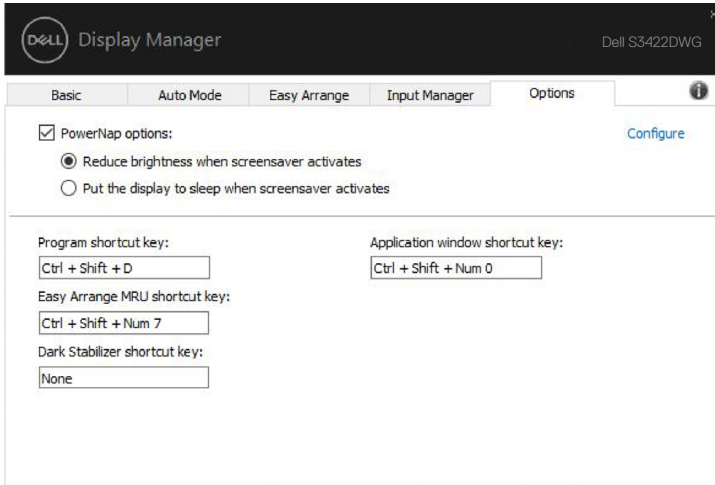 DELL Display Manager
Dell S3422DWG
Basic Auto Mode Easy Arrange Input Manager Options
PowerNap options: Configure
Reduce brightness when screensaver activates
Put the display to sleep when screensaver activates
Program shortcut key: Application window shortcut key:
Ctrl + Shift + D Ctrl + Shift + Num 0
Easy Arrange MRU shortcut key:
Ctrl + Shift + Num 7
Dark Stabilizer shortcut key:
None